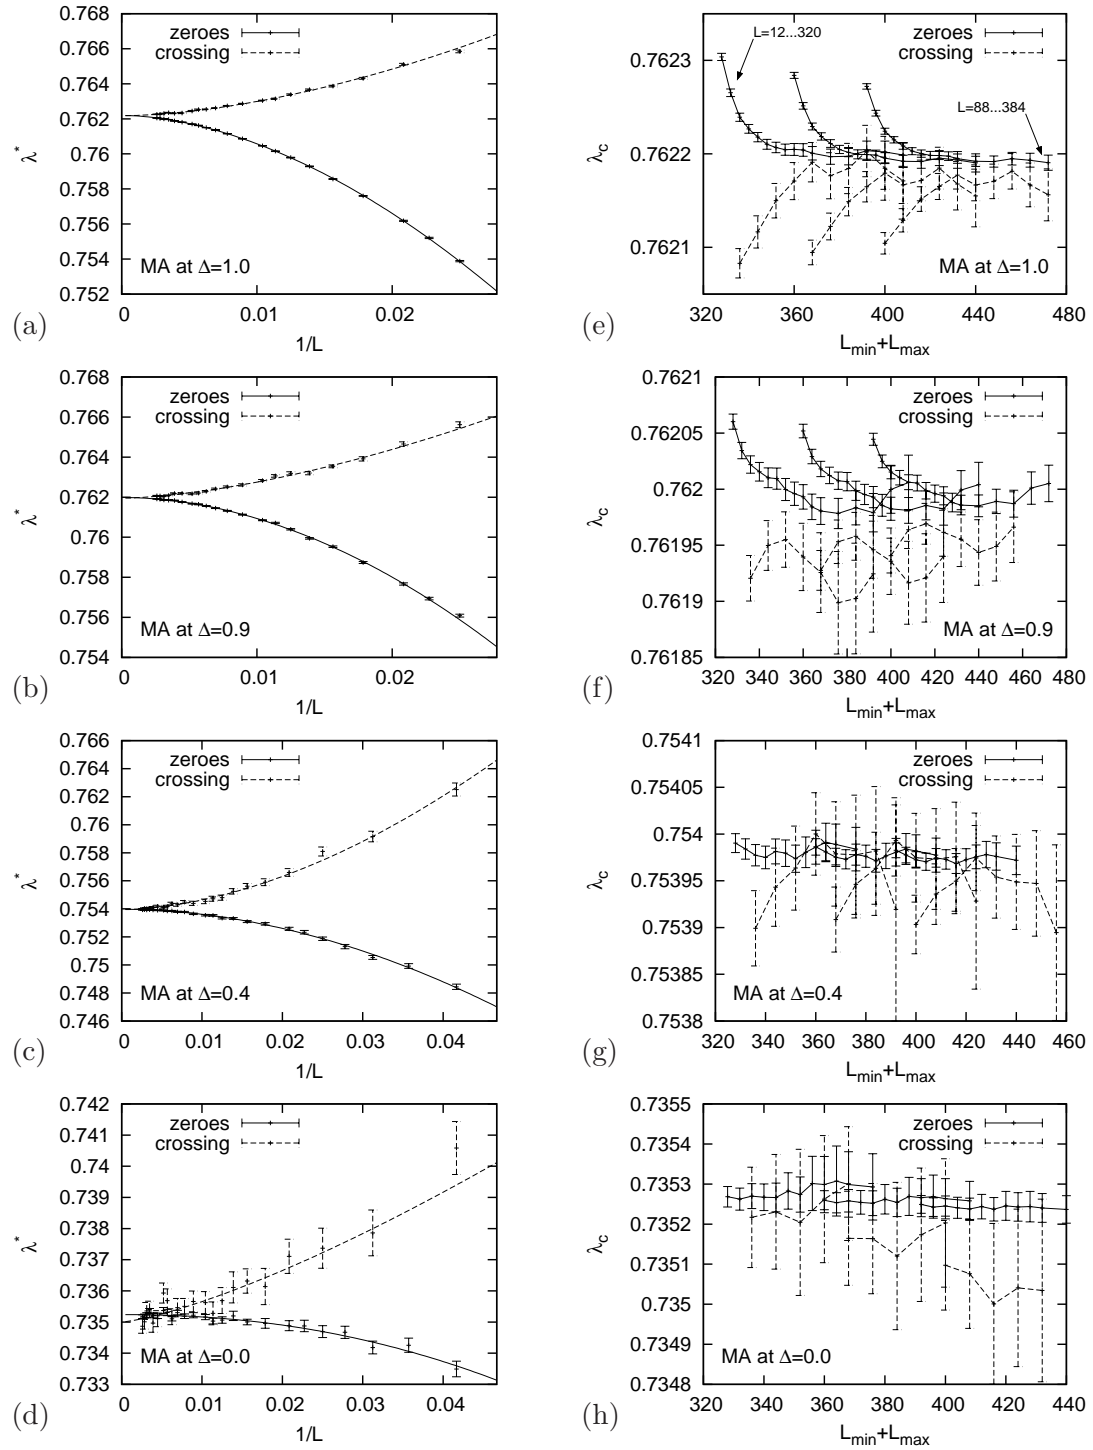 0.768
0.766
0.764
0.762
0.76
0.758
0.756
0.754
0.752
λ*
zeroes
crossing
MA at Δ=1.0
0
0.01
0.02
1/L
(a)
0.7623
0.76222
0.7621
λc
L=12...320
zeroes
crossing
L=88...384
MA at Δ=1.0
320
360
400
440
480
Lmin+Lmax
(e)
0.768
0.766
0.764
0.762
0.76
0.758
0.756
0.754
λ*
zeroes
crossing
MA at Δ=0.9
0
0.01
0.02
1/L
(b)
0.7621
0.76205
0.762
0.76195
0.7619
0.76185
λc
zeroes
crossing
MA at Δ=0.9
320
360
400
440
480
Lmin+Lmax
(f)
0.766
0.764
0.762
0.76
0.758
0.756
0.754
0.752
0.75
0.748
0.746
λ*
zeroes
crossing
MA at Δ=0.4
0
0.01
0.02
0.03
0.04
1/L
(c)
0.7541
0.75405
0.754
0.75395
0.7539
0.75385
0.7538
λc
zeroes
crossing
MA at Δ=0.4
320
340
360
380
400
420
440
460
Lmin+Lmax
(g)
0.742
0.741
0.74
0.739
0.738
0.737
0.736
0.735
0.734
0.733
λ*
zeroes
crossing
MA at Δ=0.0
0
0.01
0.02
0.03
0.04
1/L
(d)
0.7355
0.7354
0.7353
0.7352
0.7351
0.735
0.7349
0.7348
λc
zeroes
crossing
MA at Δ=0.0
320
340
360
380
400
420
440
Lmin+Lmax
(h)